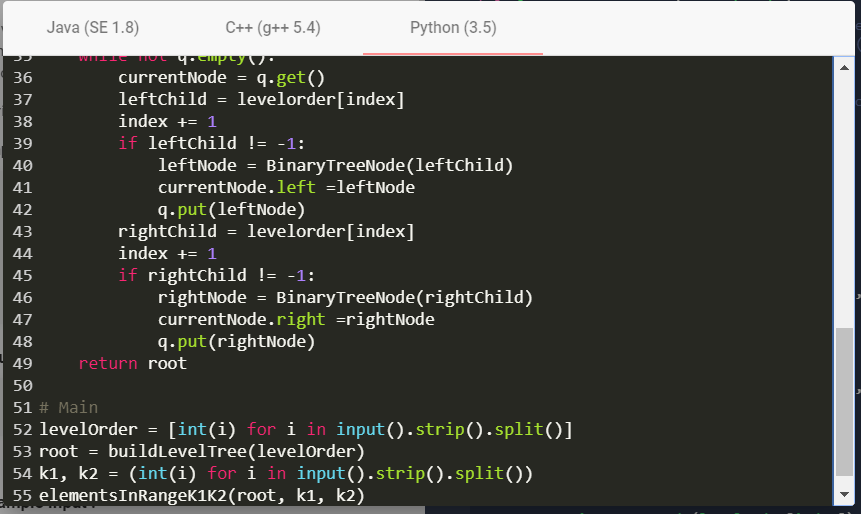 Java (SE 1.8) C++ (g++ 5.4) Python (3.5)
35     while not q.empty():
36         currentNode = q.get()
37         leftChild = levelorder[index]
38         index += 1
39         if leftChild != -1:
40             leftNode = BinaryTreeNode(leftChild)
41             currentNode.left =leftNode
42             q.put(leftNode)
43         rightChild = levelorder[index]
44         index += 1
45         if rightChild != -1:
46             rightNode = BinaryTreeNode(rightChild)
47             currentNode.right =rightNode
48             q.put(rightNode)
49     return root
50
51 # Main
52 levelOrder = [int(i) for i in input().strip().split()]
53 root = buildLevelTree(levelOrder)
54 k1, k2 = (int(i) for i in input().strip().split())
55 elementsInRangeK1K2(root, k1, k2)